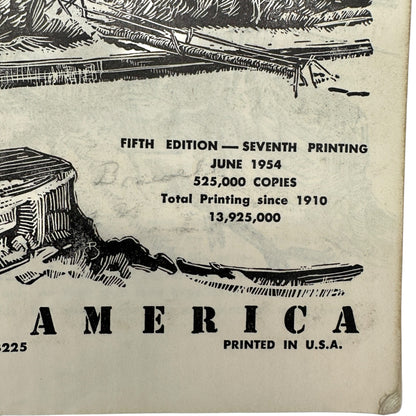 FIFTH EDITION — SEVENTH PRINTING
JUNE 1954
525,000 COPIES
Total Printing since 1910
13,925,000
AMERICA
3225 PRINTED IN U.S.A.